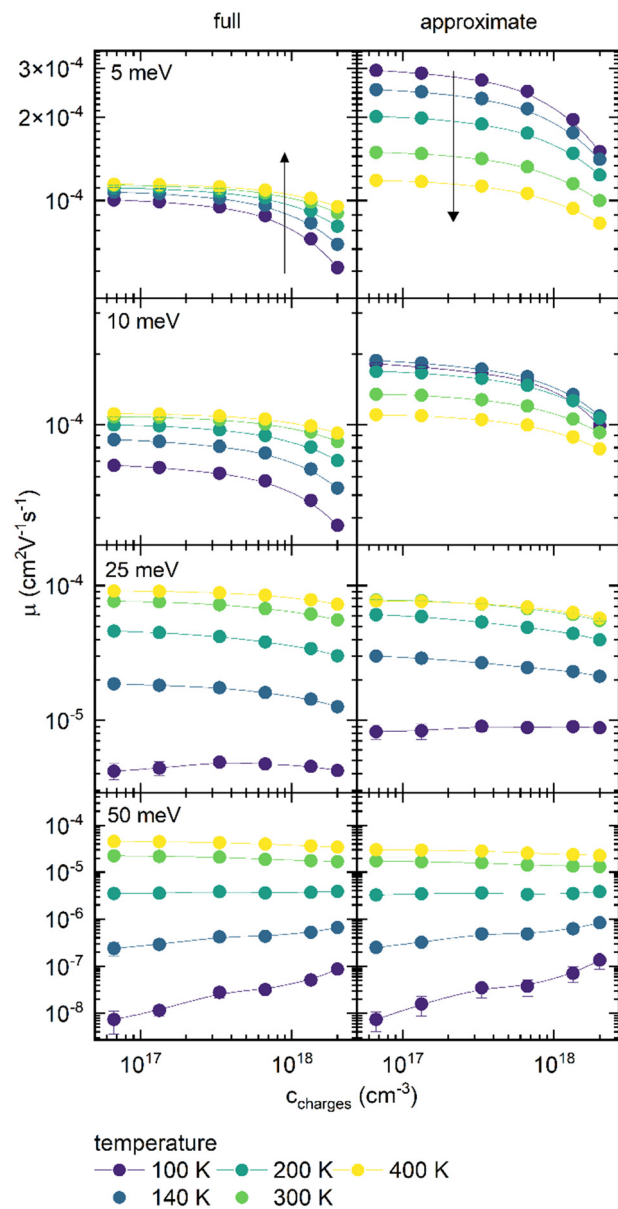 full approximate
3×10⁻⁴
5 meV
2×10⁻⁴
10⁻⁴
10 meV
10⁻⁴
μ (cm²V⁻¹s⁻¹)
25 meV
10⁻⁴
10⁻⁵
50 meV
10⁻⁴
10⁻⁵
10⁻⁶
10⁻⁷
10⁻⁸
10¹⁷ 10¹⁸ 10¹⁷ 10¹⁸
c_charges (cm⁻³)
temperature
100 K 200 K 400 K
140 K 300 K